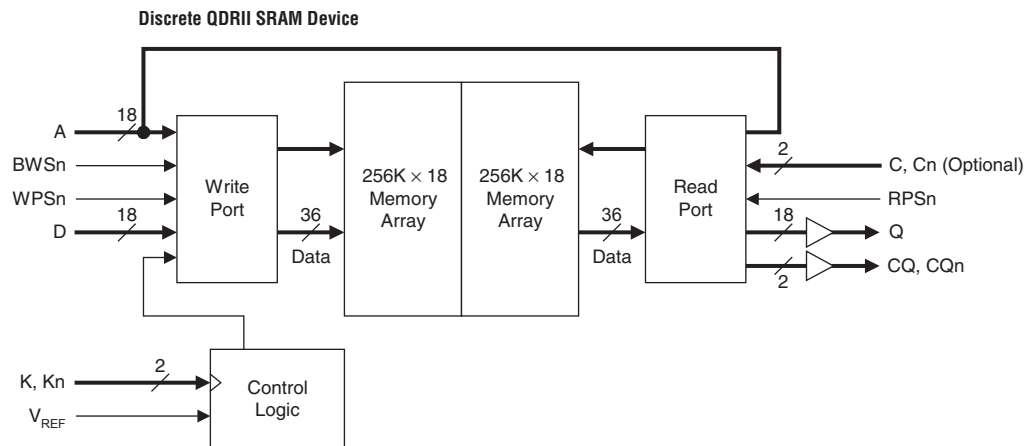 Discrete QDRII SRAM Device
A
18
BWSn
WPSn
D
18
Write
Port
36
Data
256K × 18
Memory
Array
256K × 18
Memory
Array
36
Data
Read
Port
2
C, Cn (Optional)
RPSn
18
Q
2
CQ, CQn
K, Kn
2
VREF
Control
Logic